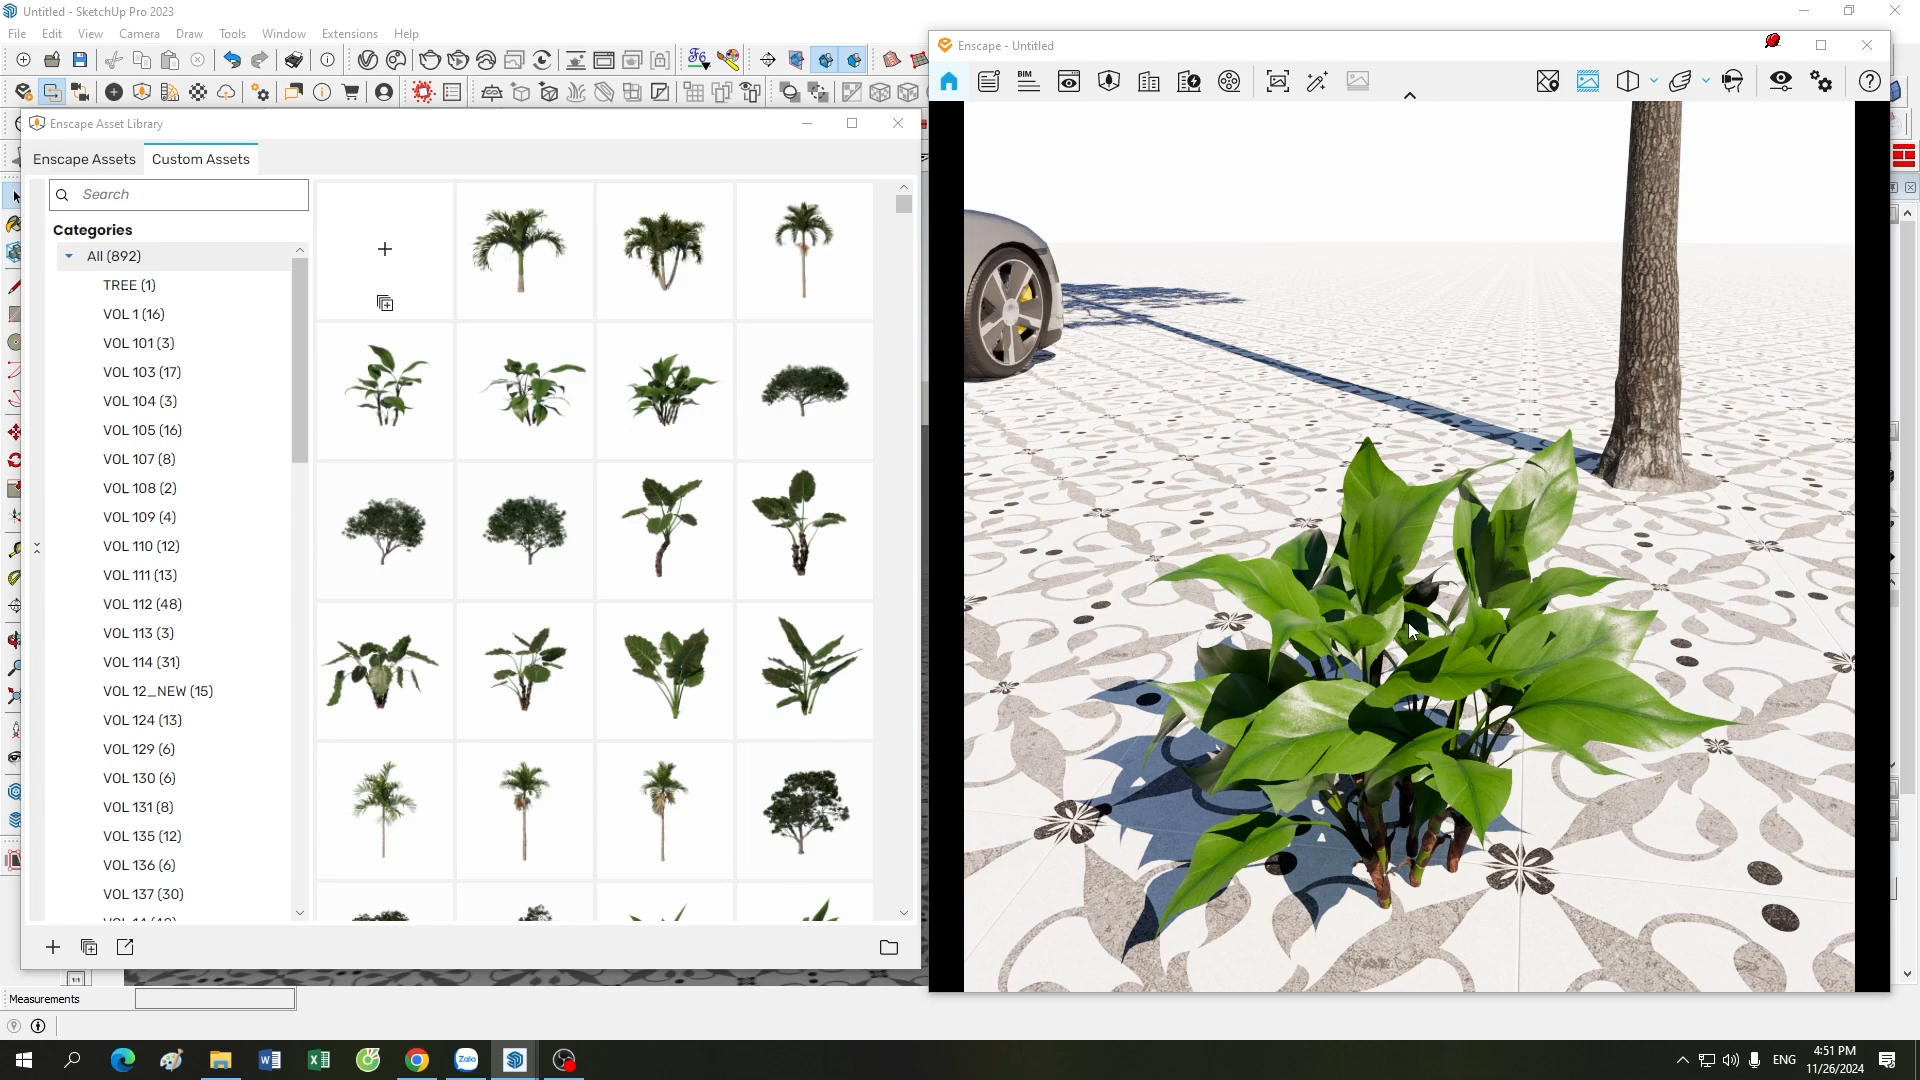 Untitled - SketchUp Pro 2023
File Edit View Camera Draw Tools Window Extensions Help
Enscape - Untitled
BIM
Enscape Asset Library
Enscape Assets Custom Assets
Search
Categories
All (892)
TREE (1)
VOL 1 (16)
VOL 101 (3)
VOL 103 (17)
VOL 104 (3)
VOL 105 (16)
VOL 107 (8)
VOL 108 (2)
VOL 109 (4)
VOL 110 (12)
VOL 111 (13)
VOL 112 (48)
VOL 113 (3)
VOL 114 (31)
VOL 12_NEW (15)
VOL 124 (13)
VOL 129 (6)
VOL 130 (6)
VOL 131 (8)
VOL 135 (12)
VOL 136 (6)
VOL 137 (30)
Measurements
Zalo
ENG
4:51 PM
11/26/2024